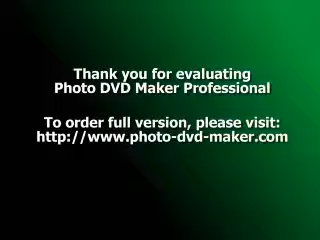 Thank you for evaluating
Photo DVD Maker Professional
To order full version, please visit:
http://www.photo-dvd-maker.com